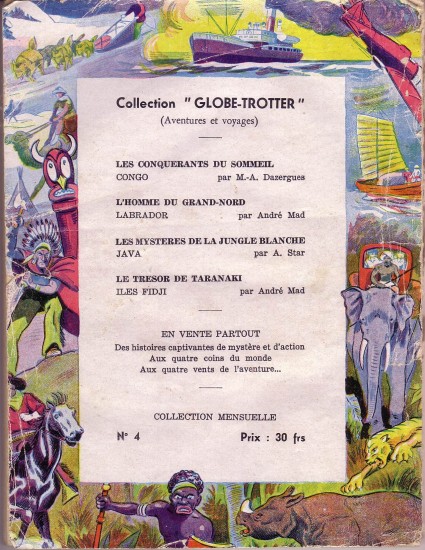 Collection "GLOBE-TROTTER"
(Aventures et voyages)
LES CONQUERANTS DU SOMMEIL
CONGO par M.-A. Dazergues
L'HOMME DU GRAND-NORD
LABRADOR par André Mad
LES MYSTERES DE LA JUNGLE BLANCHE
JAVA par A. Star
LE TRESOR DE TARANAKI
ILES FIDJI par André Mad
EN VENTE PARTOUT
Des histoires captivantes de mystère et d'action
Aux quatre coins du monde
Aux quatre vents de l'aventure...
COLLECTION MENSUELLE
N° 4 Prix : 30 frs